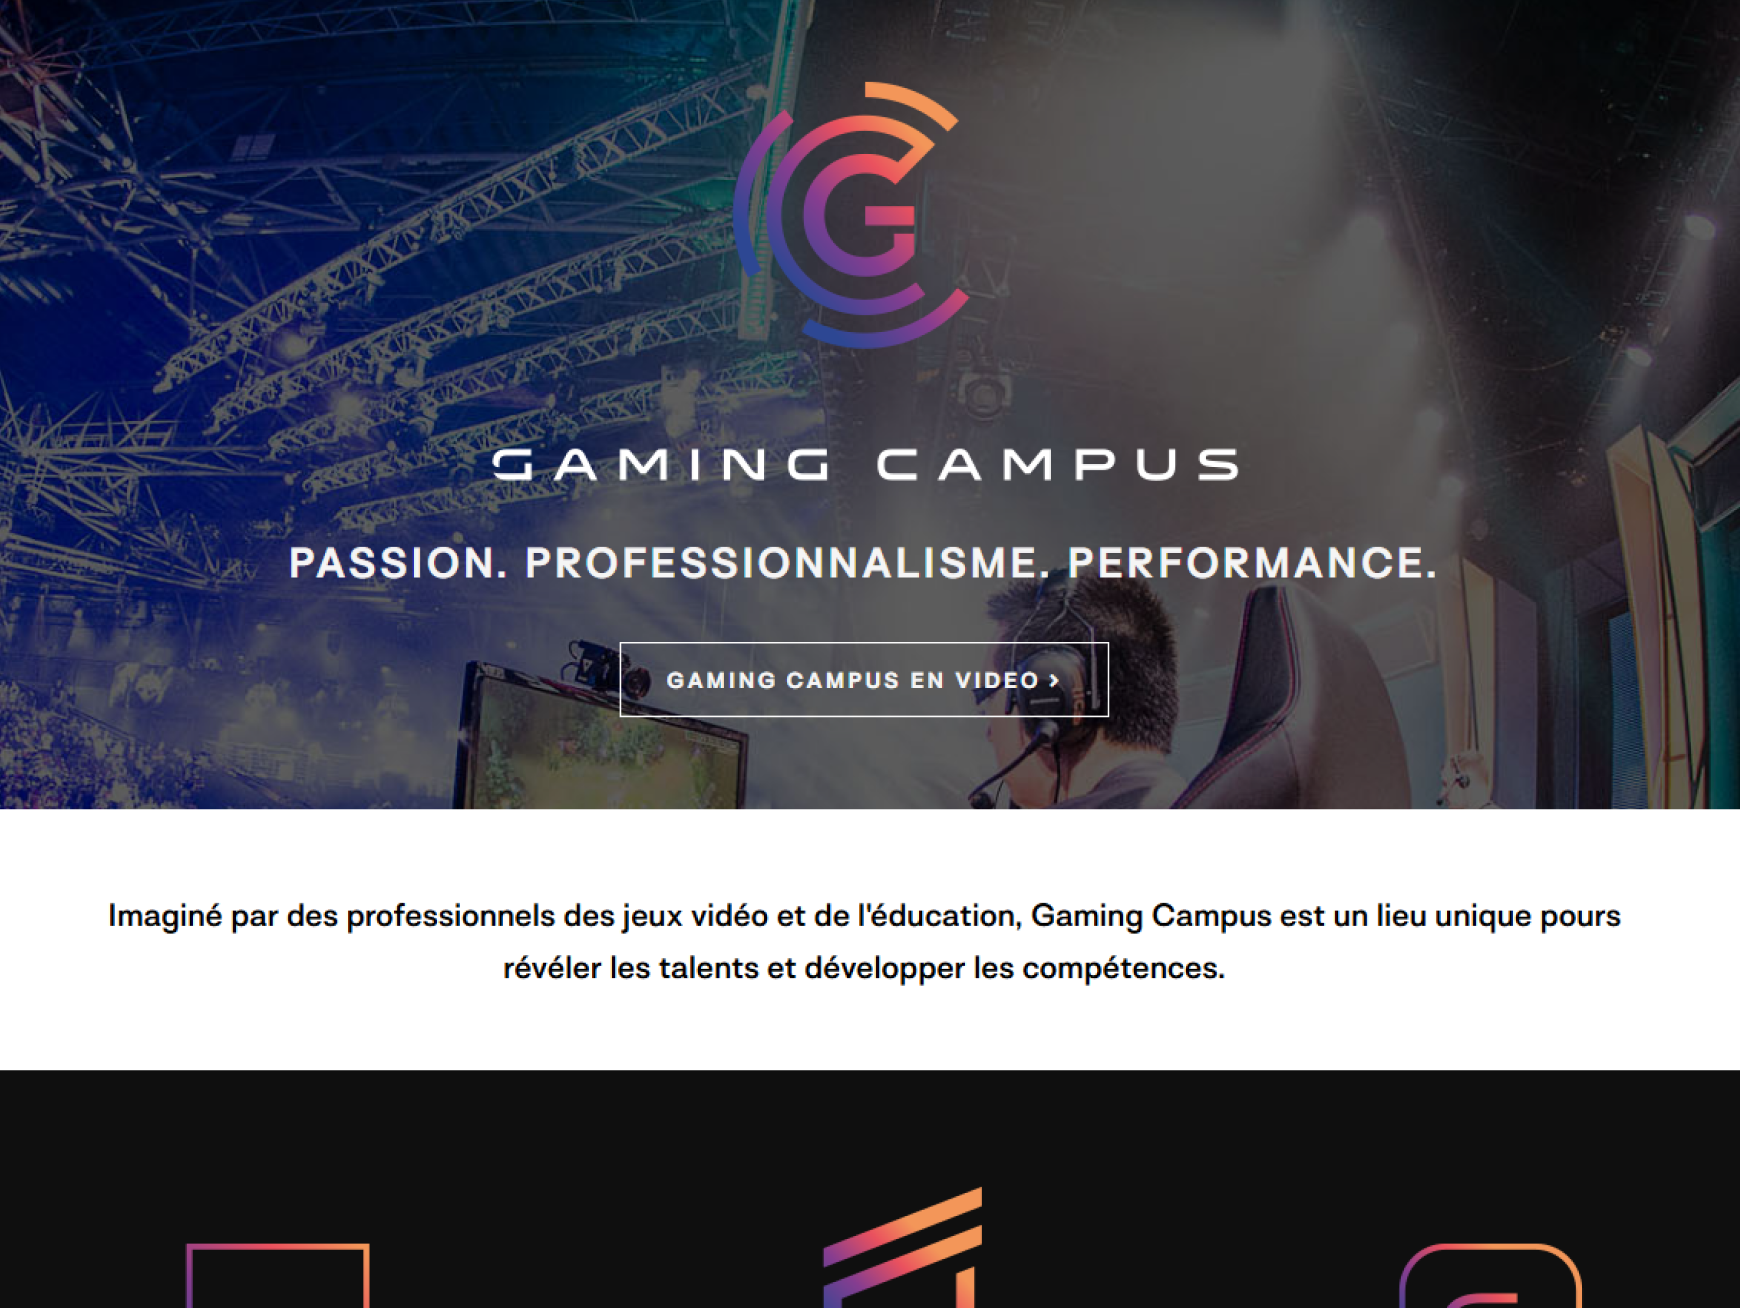 GAMING CAMPUS
PASSION. PROFESSIONNALISME. PERFORMANCE.
GAMING CAMPUS EN VIDEO >
Imaginé par des professionnels des jeux vidéo et de l'éducation, Gaming Campus est un lieu unique pours
révéler les talents et développer les compétences.